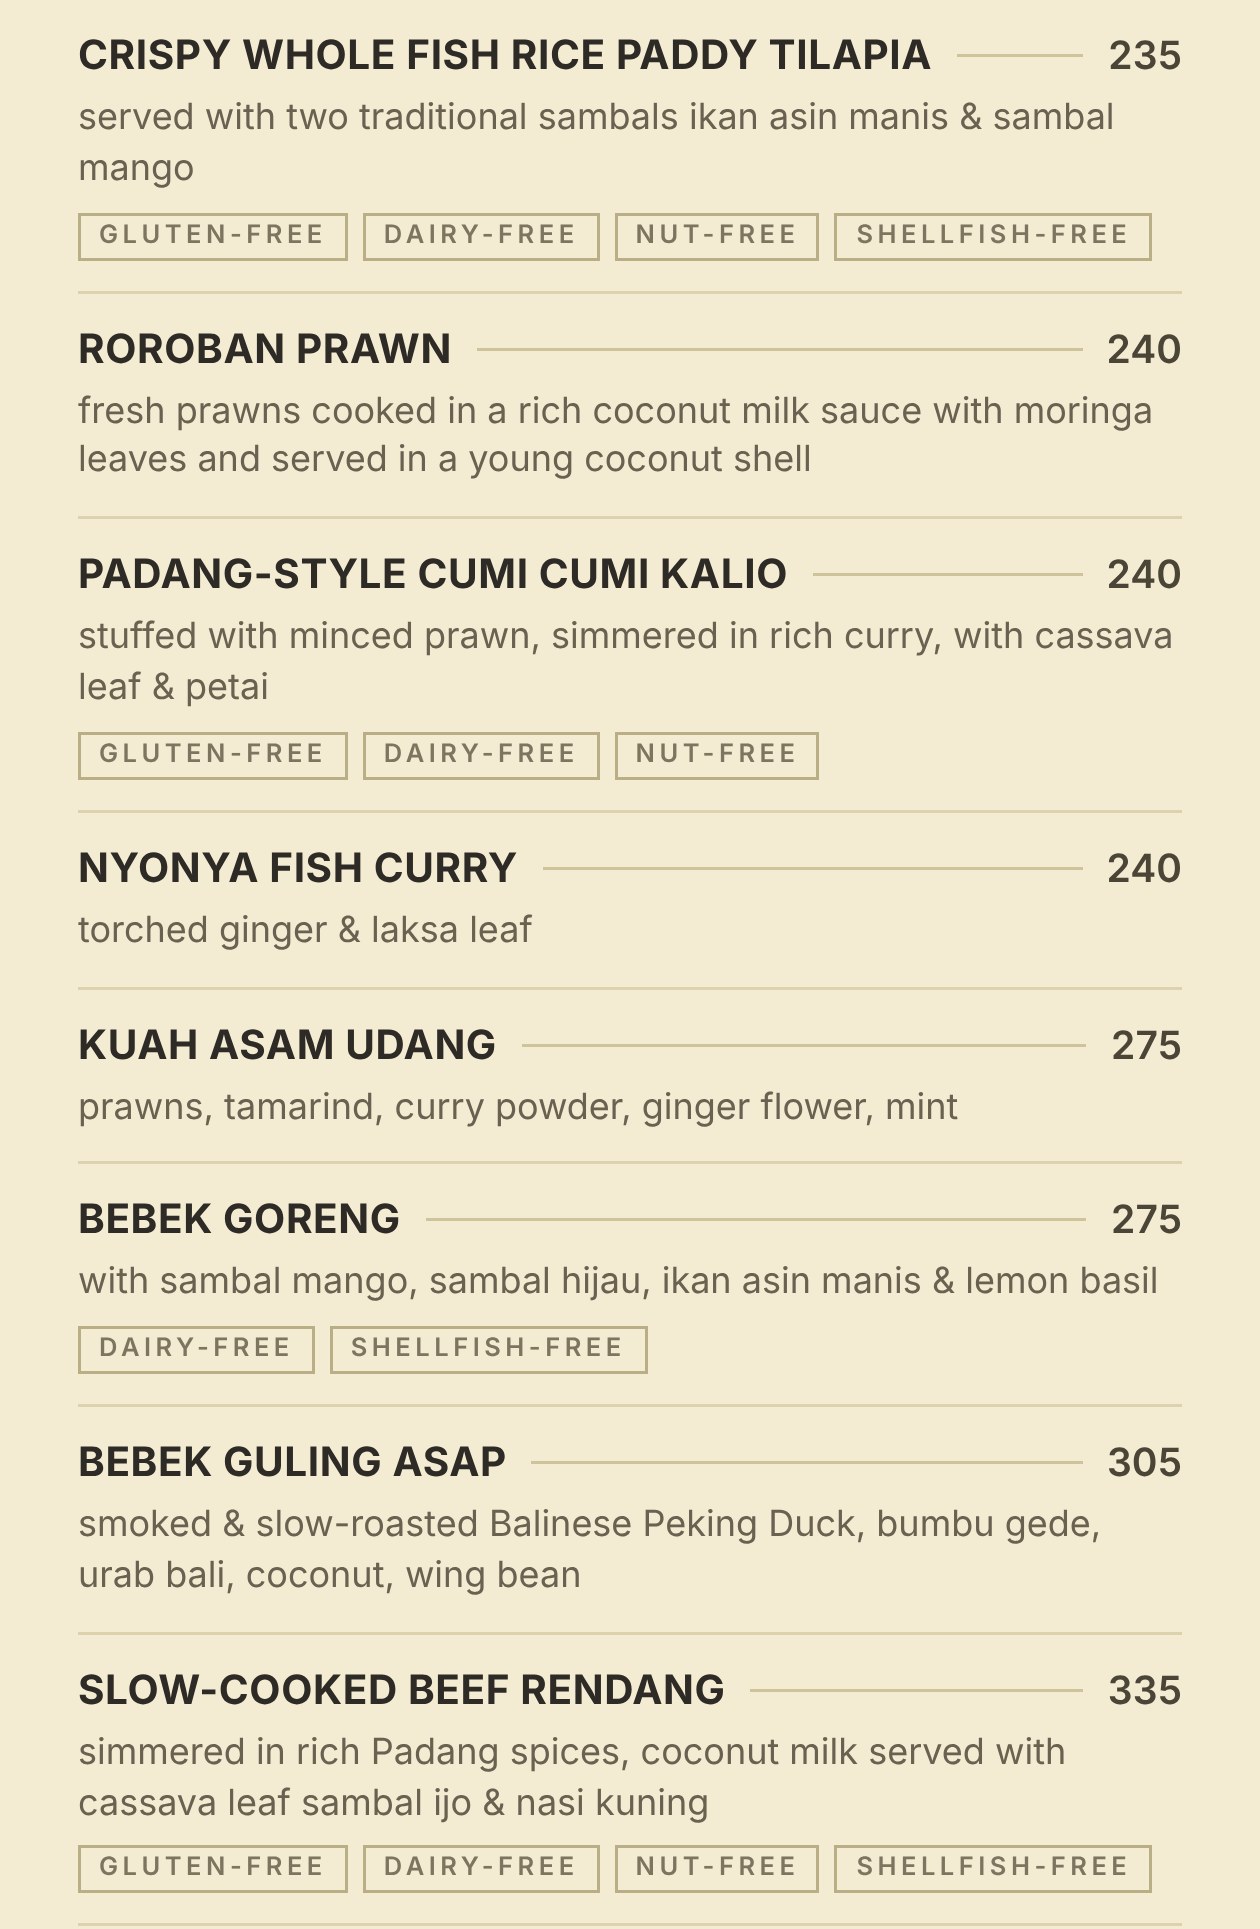 CRISPY WHOLE FISH RICE PADDY TILAPIA 235
served with two traditional sambals ikan asin manis & sambal
mango
GLUTEN-FREE DAIRY-FREE NUT-FREE SHELLFISH-FREE
ROROBAN PRAWN 240
fresh prawns cooked in a rich coconut milk sauce with moringa
leaves and served in a young coconut shell
PADANG-STYLE CUMI CUMI KALIO 240
stuffed with minced prawn, simmered in rich curry, with cassava
leaf & petai
GLUTEN-FREE DAIRY-FREE NUT-FREE
NYONYA FISH CURRY 240
torched ginger & laksa leaf
KUAH ASAM UDANG 275
prawns, tamarind, curry powder, ginger flower, mint
BEBEK GORENG 275
with sambal mango, sambal hijau, ikan asin manis & lemon basil
DAIRY-FREE SHELLFISH-FREE
BEBEK GULING ASAP 305
smoked & slow-roasted Balinese Peking Duck, bumbu gede,
urab bali, coconut, wing bean
SLOW-COOKED BEEF RENDANG 335
simmered in rich Padang spices, coconut milk served with
cassava leaf sambal ijo & nasi kuning
GLUTEN-FREE DAIRY-FREE NUT-FREE SHELLFISH-FREE